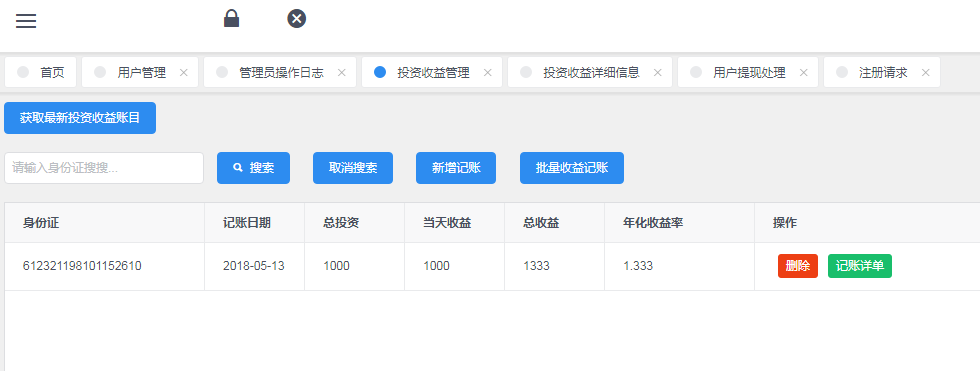 首页 用户管理 管理员操作日志 投资收益管理 投资收益详细信息 用户提现处理 注册请求
获取最新投资收益账目
请输入身份证搜搜... 搜索 取消搜索 新增记账 批量收益记账
身份证 记账日期 总投资 当天收益 总收益 年化收益率 操作
612321198101152610 2018-05-13 1000 1000 1333 1.333 删除 记账详单